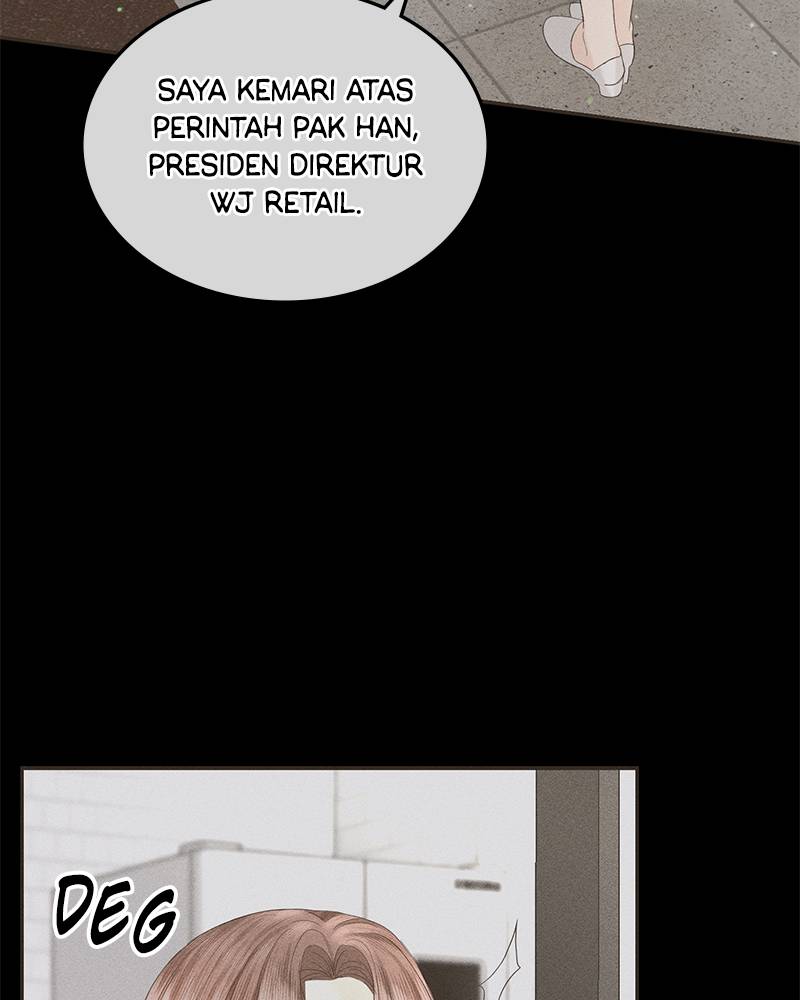 SAYA KEMARI ATAS
PERINTAH PAK HAN,
PRESIDEN DIREKTUR
WJ RETAIL.
DEG